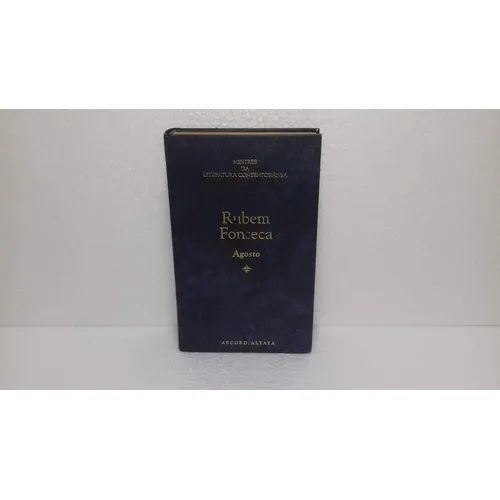 MESTRES
DA
LITERATURA CONTEMPORÂNEA
Rubem
Fonseca
Agosto
RECORD/ALTAYA